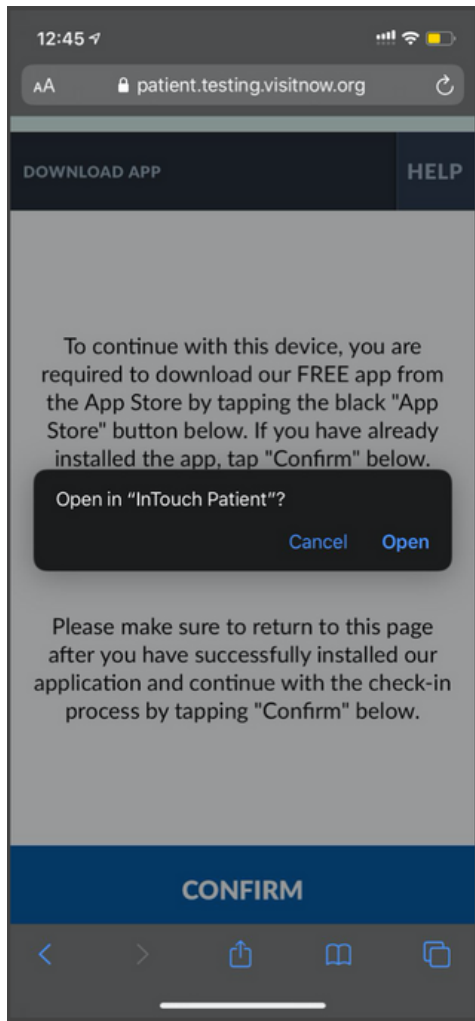 12:45
AA patient.testing.visitnow.org
DOWNLOAD APP HELP
To continue with this device, you are
required to download our FREE app from
the App Store by tapping the black "App
Store" button below. If you have already
installed the app, tap "Confirm" below.
Open in “InTouch Patient”?
Cancel Open
Please make sure to return to this page
after you have successfully installed our
application and continue with the check-in
process by tapping "Confirm" below.
CONFIRM